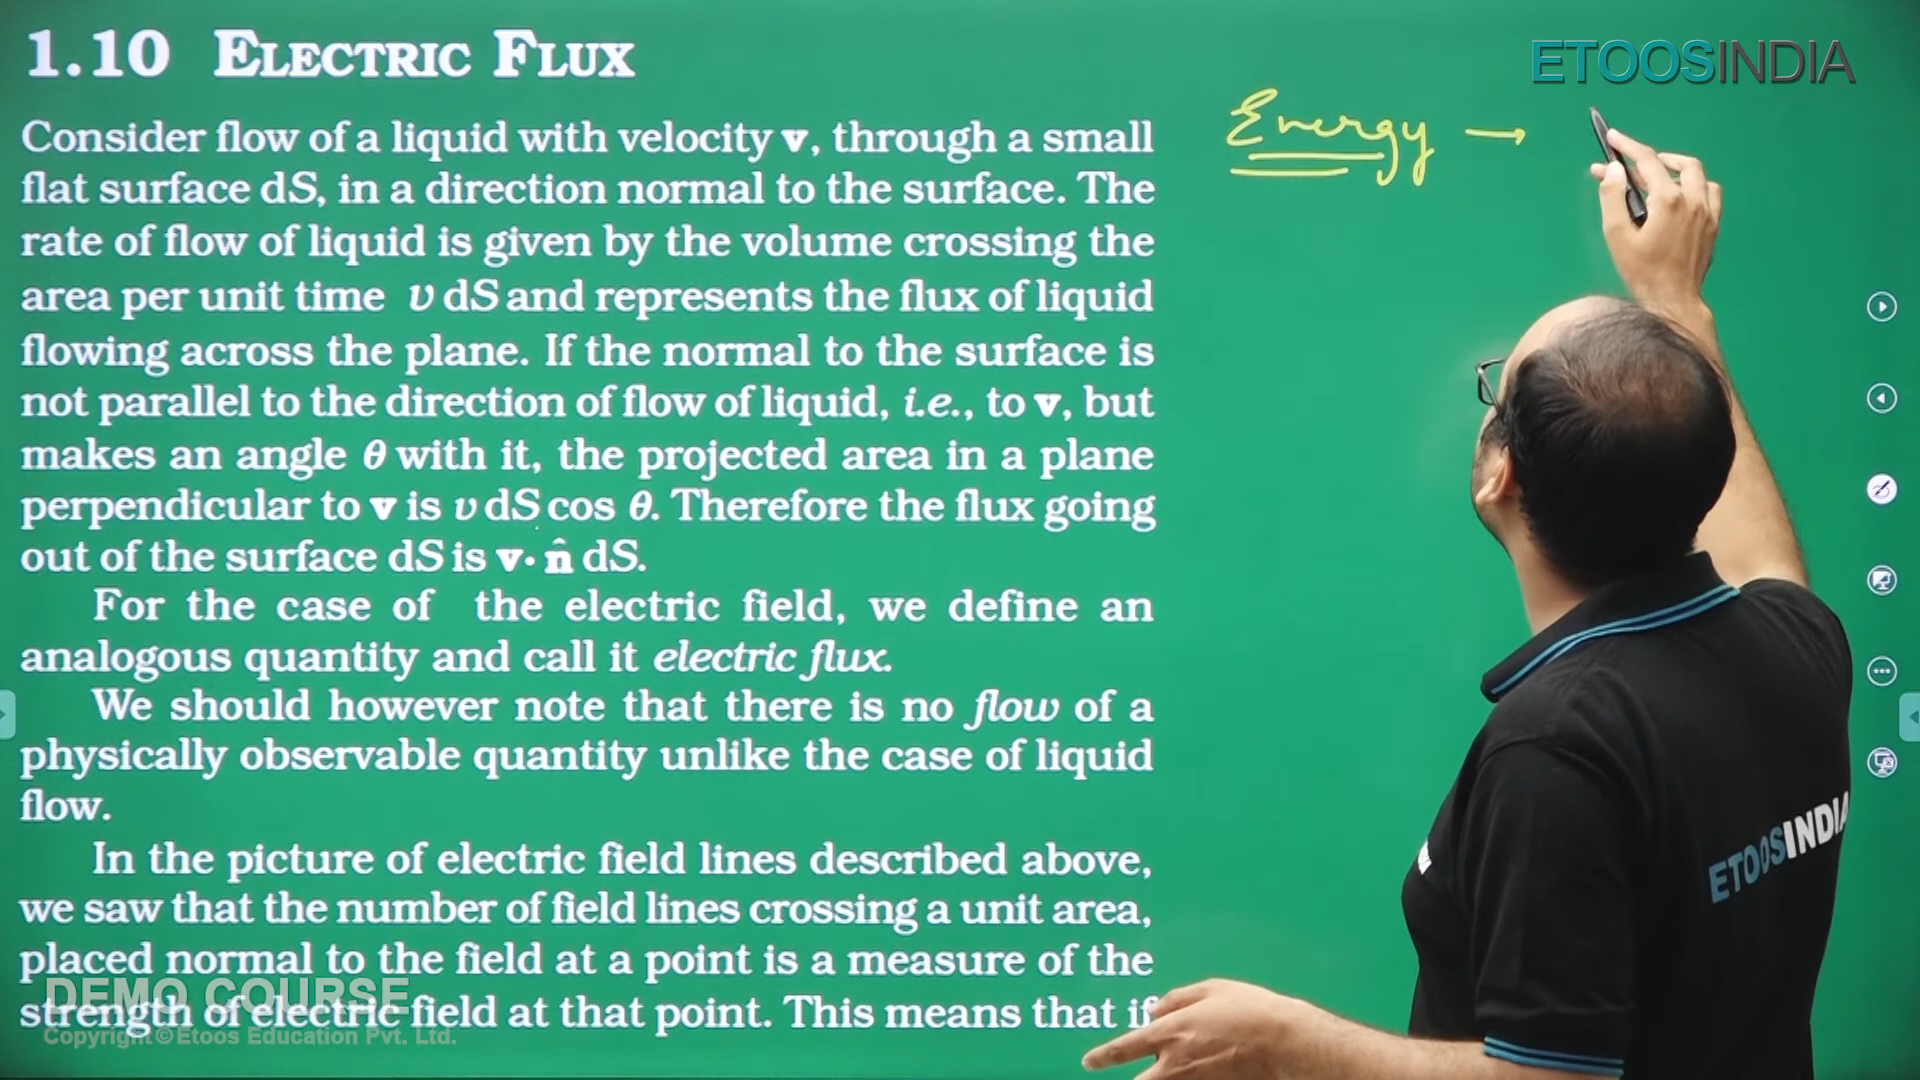 1.10 ELECTRIC FLUX
ETOOSINDIA
Energy →
Consider flow of a liquid with velocity v, through a small
flat surface dS, in a direction normal to the surface. The
rate of flow of liquid is given by the volume crossing the
area per unit time υ dS and represents the flux of liquid
flowing across the plane. If the normal to the surface is
not parallel to the direction of flow of liquid, i.e., to v, but
makes an angle θ with it, the projected area in a plane
perpendicular to v is υ dS cos θ. Therefore the flux going
out of the surface dS is v. n̂ dS.
For the case of the electric field, we define an
analogous quantity and call it electric flux.
We should however note that there is no flow of a
physically observable quantity unlike the case of liquid
flow.
In the picture of electric field lines described above,
we saw that the number of field lines crossing a unit area,
placed normal to the field at a point is a measure of the
strength of electric field at that point. This means that if
DEMO COURSE
Copyright © Etoos Education Pvt. Ltd.
ETOOSINDIA